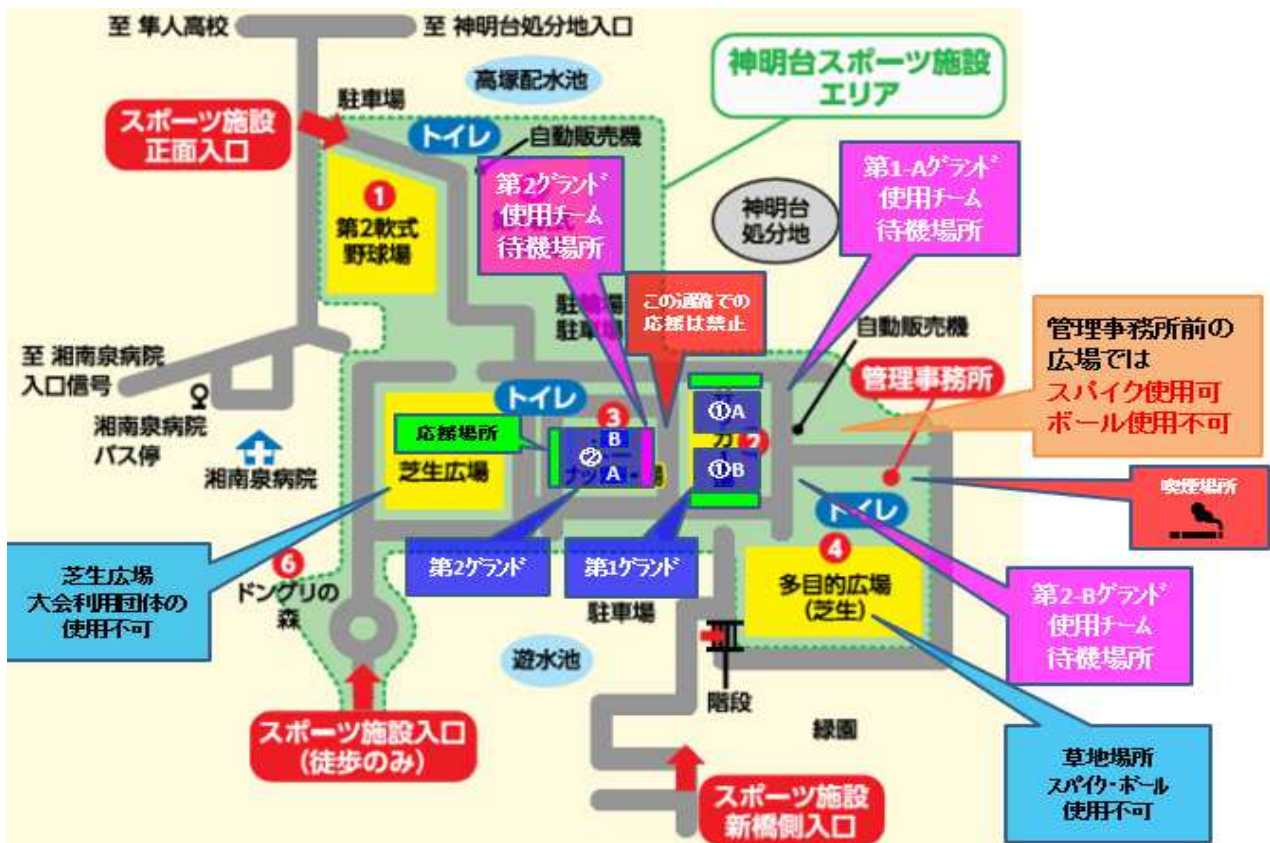 至 隼人高校
至 神明台処分地入口
高塚配水池
神明台スポーツ施設
エリア
駐車場
スポーツ施設
正面入口
トイレ
自動販売機
第2グランド
使用チーム
待機場所
第1-Aグランド
使用チーム
待機場所
1
第2軟式
野球場
神明台
処分地
この通路での
応援は禁止
駐車場
自動販売機
管理事務所前の
広場では
スパイク使用可
ボール使用不可
至 湘南泉病院
入口信号
管理事務所
トイレ
3
①A
2
湘南泉病院
バス停
応援場所
B
②
A
①B
湘南泉病院
芝生広場
喫煙場所
トイレ
第2グランド
第1グランド
4
6
芝生広場
大会利用団体の
使用不可
ドングリの
森
駐車場
多目的広場
(芝生)
第2-Bグランド
使用チーム
待機場所
遊水池
階段
緑園
スポーツ施設入口
(徒歩のみ)
草地場所
スパイク・ボール
使用不可
スポーツ施設
新橋側入口